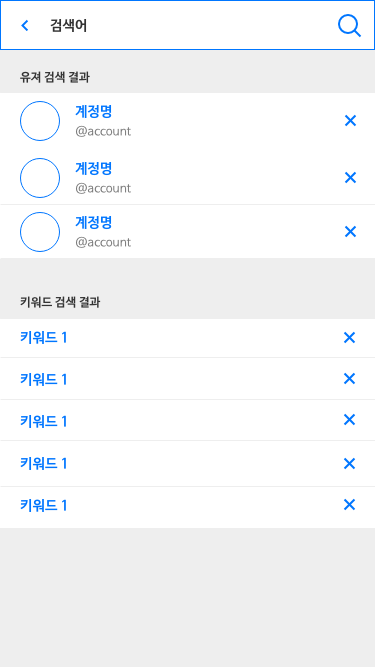 검색어
유져 검색 결과
계정명
@account
계정명
@account
계정명
@account
키워드 검색 결과
키워드 1
키워드 1
키워드 1
키워드 1
키워드 1